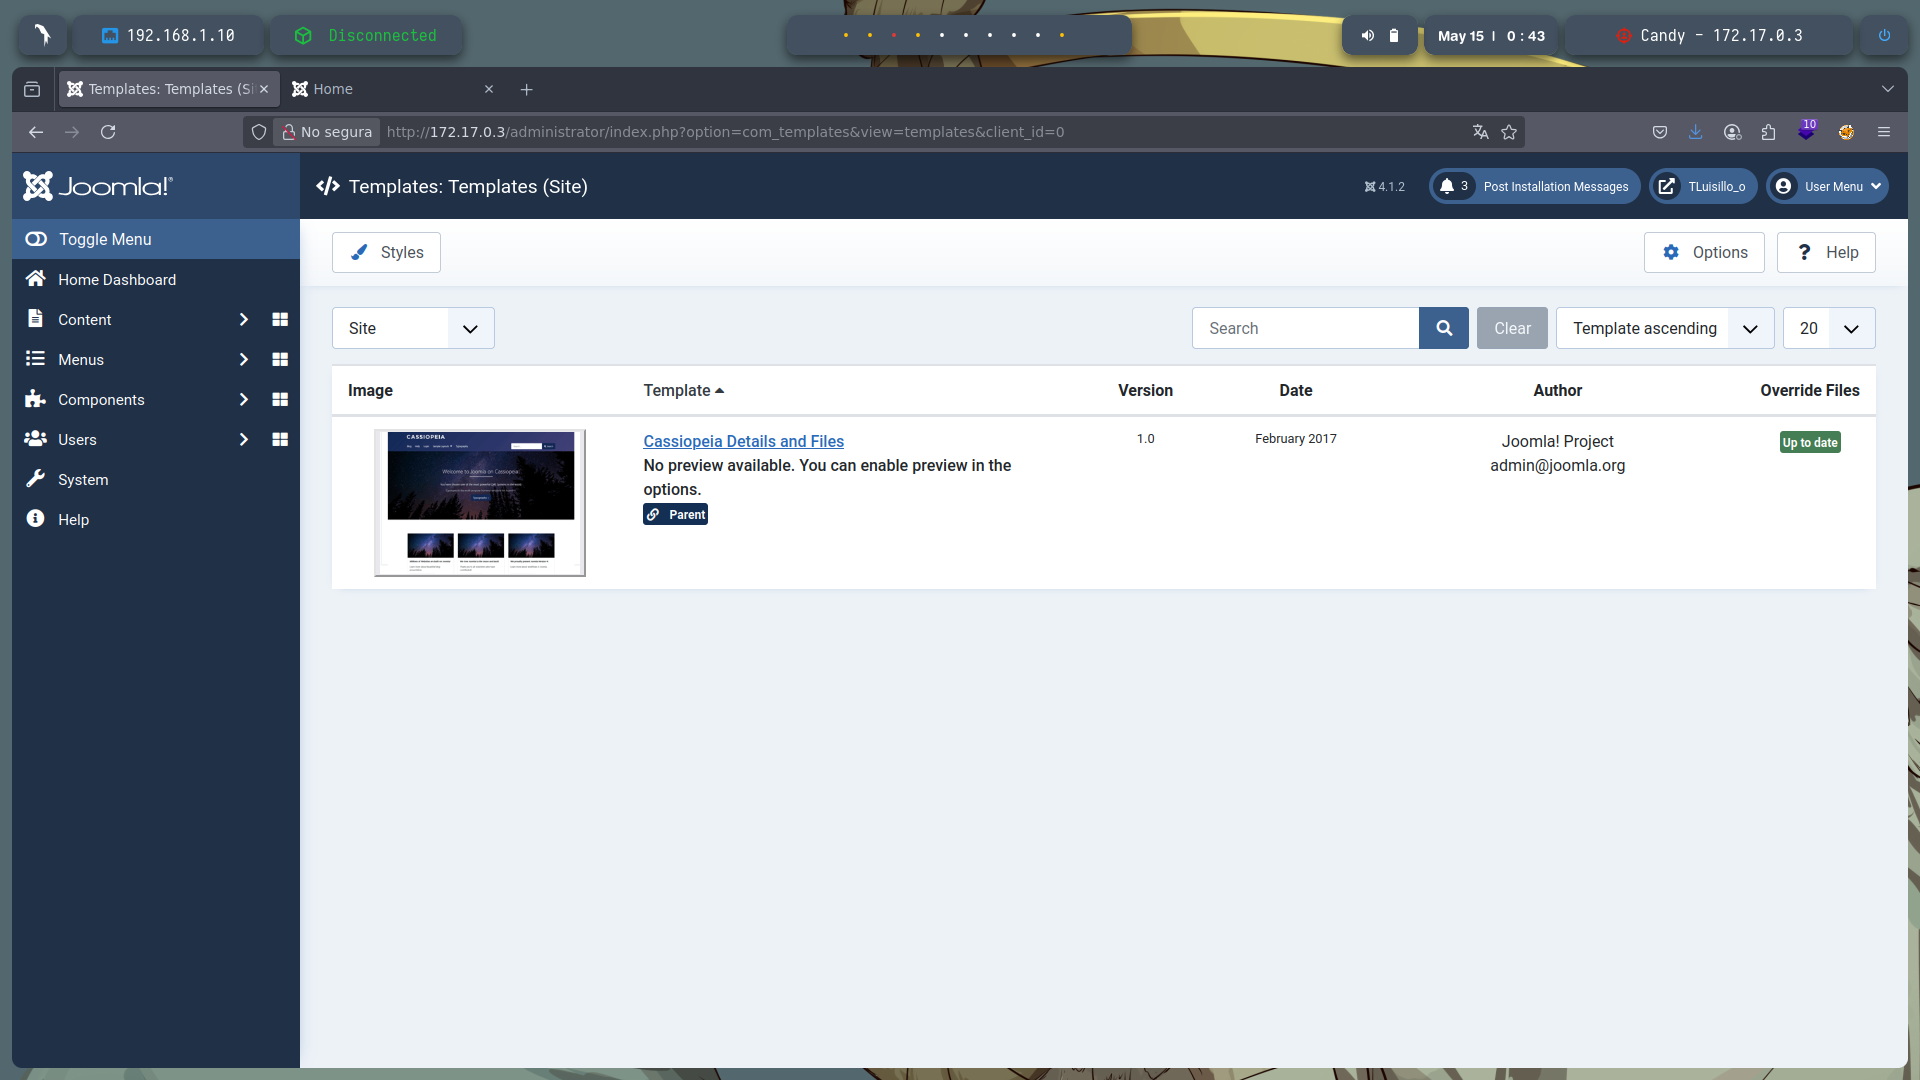 192.168.1.10
Disconnected
May 15 | 0 : 43
Candy - 172.17.0.3
Templates: Templates (Si
Home
No segura
http://172.17.0.3/administrator/index.php?option=com_templates&view=templates&client_id=0
10
Joomla!
Templates: Templates (Site)
4.1.2
3
Post Installation Messages
TLuisillo_o
User Menu
Toggle Menu
Home Dashboard
Content
Menus
Components
Users
System
Help
Styles
Options
Help
Site
Search
Clear
Template ascending
20
Image
Template
Version
Date
Author
Override Files
CASSIOPEIA
Welcome to Joomla on Cassiopeia!
Cassiopeia Details and Files
No preview available. You can enable preview in the
options.
Parent
1.0
February 2017
Joomla! Project
admin@joomla.org
Up to date